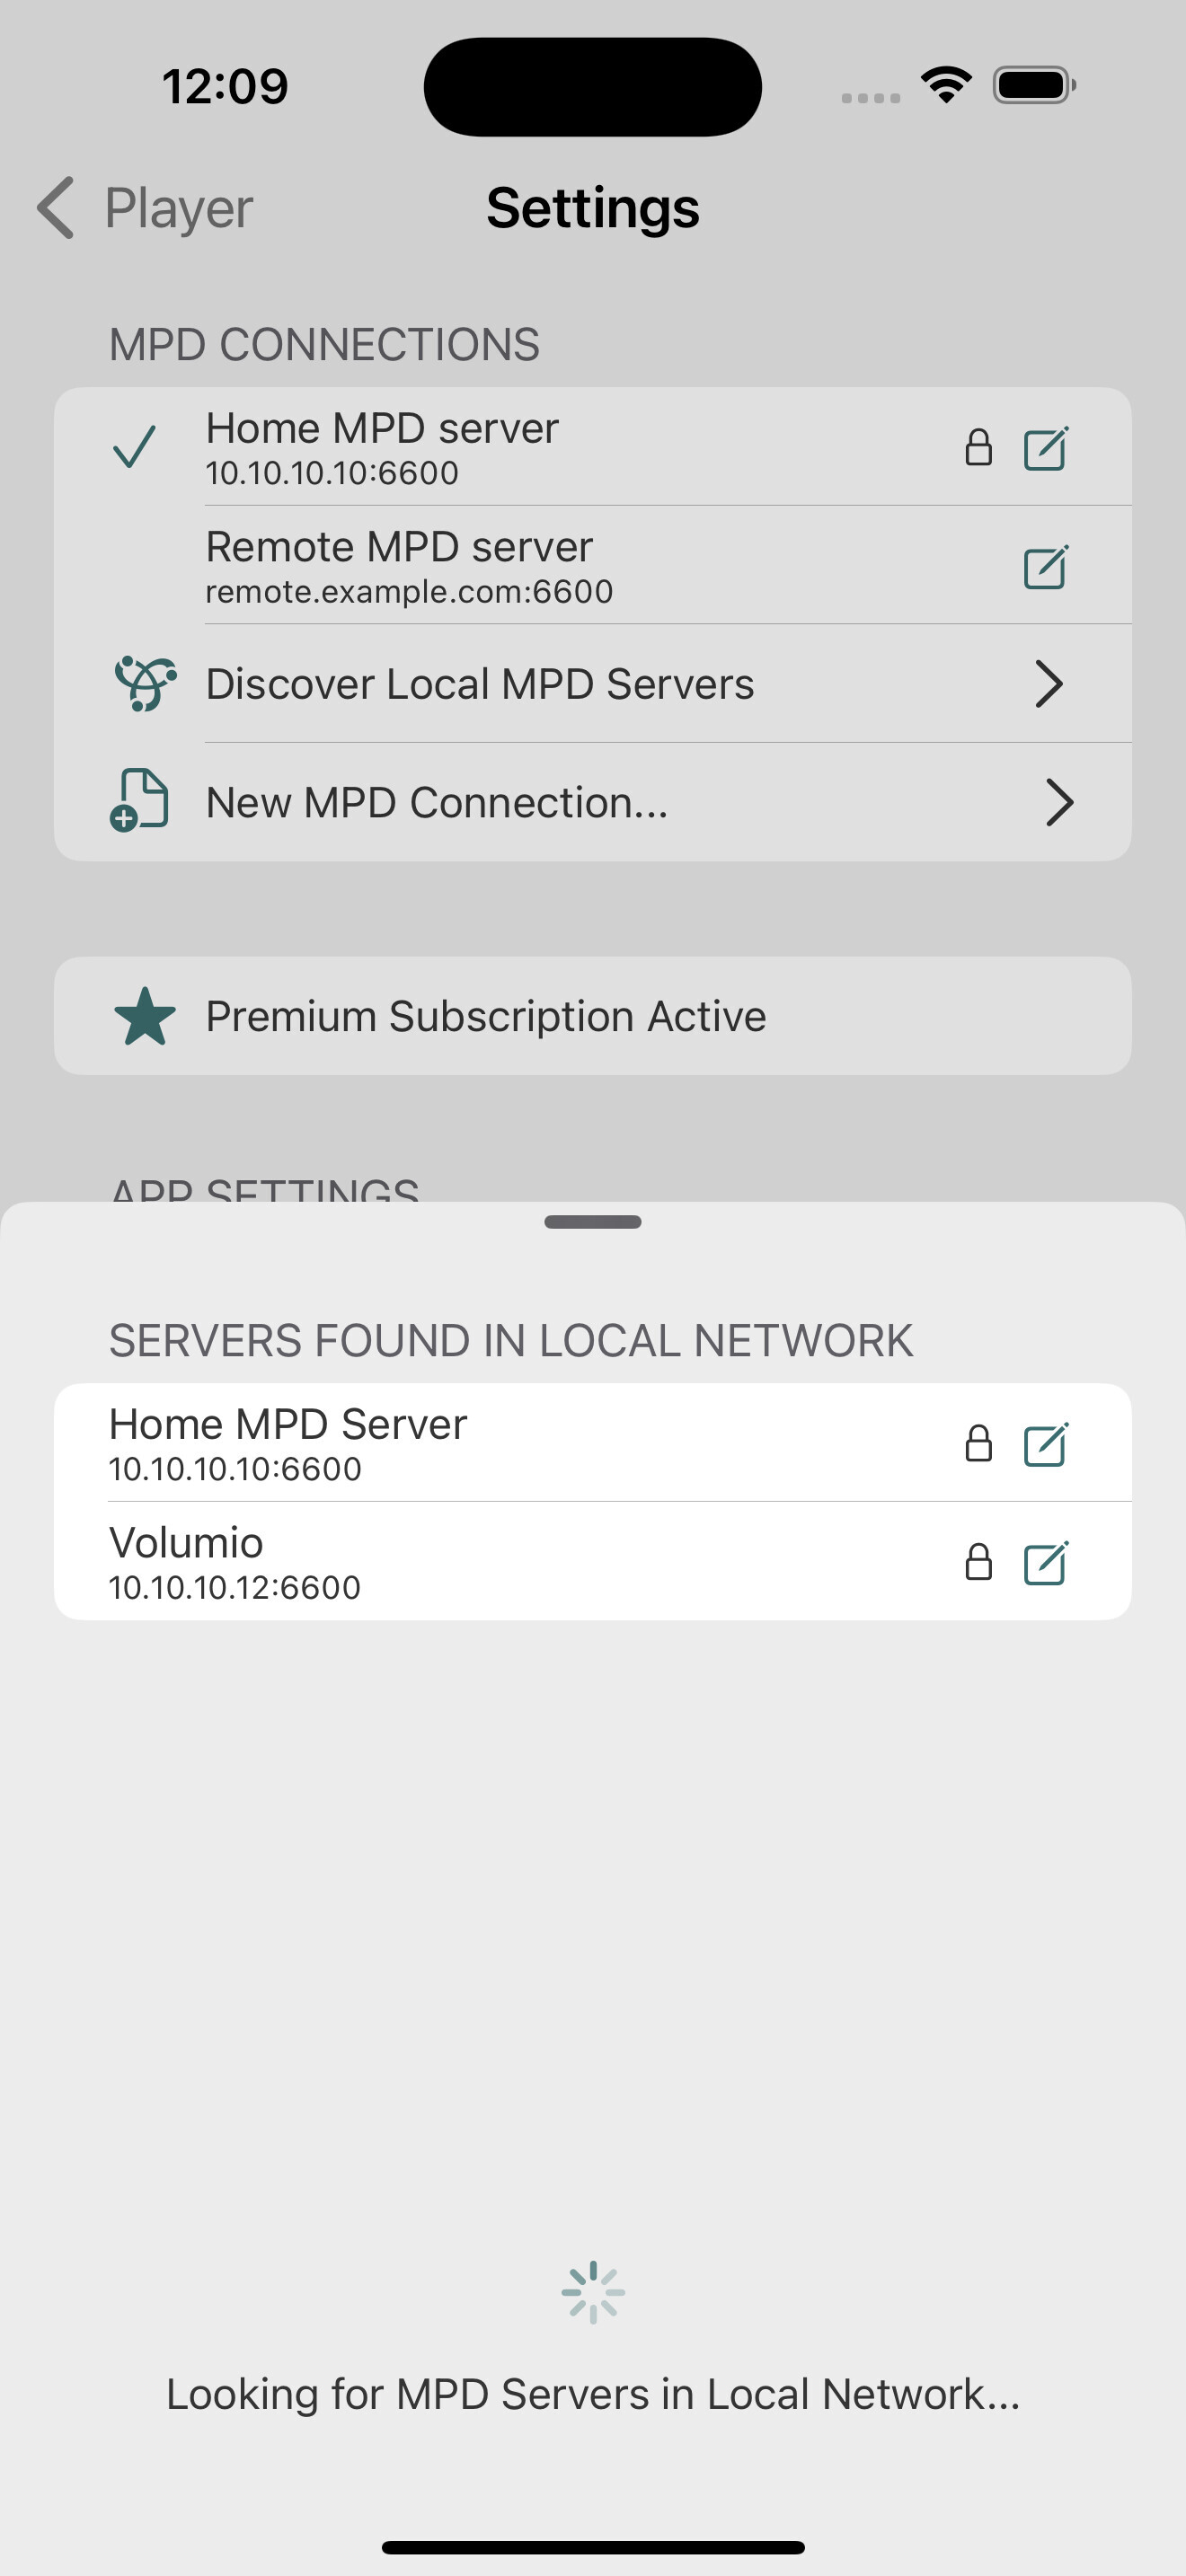 12:09
Player
Settings
MPD CONNECTIONS
Home MPD server
10.10.10.10:6600
Remote MPD server
remote.example.com:6600
Discover Local MPD Servers
New MPD Connection...
Premium Subscription Active
APP SETTINGS
SERVERS FOUND IN LOCAL NETWORK
Home MPD Server
10.10.10.10:6600
Volumio
10.10.10.12:6600
Looking for MPD Servers in Local Network...